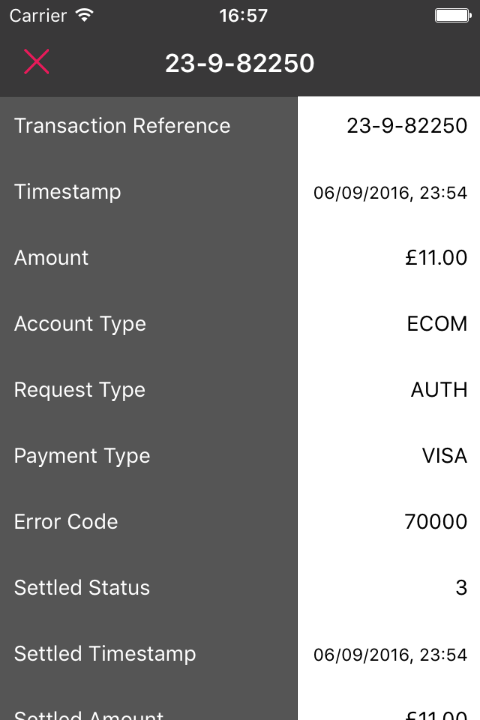 Carrier 16:57
23-9-82250
Transaction Reference 23-9-82250
Timestamp 06/09/2016, 23:54
Amount £11.00
Account Type ECOM
Request Type AUTH
Payment Type VISA
Error Code 70000
Settled Status 3
Settled Timestamp 06/09/2016, 23:54
Settled Amount £11.00